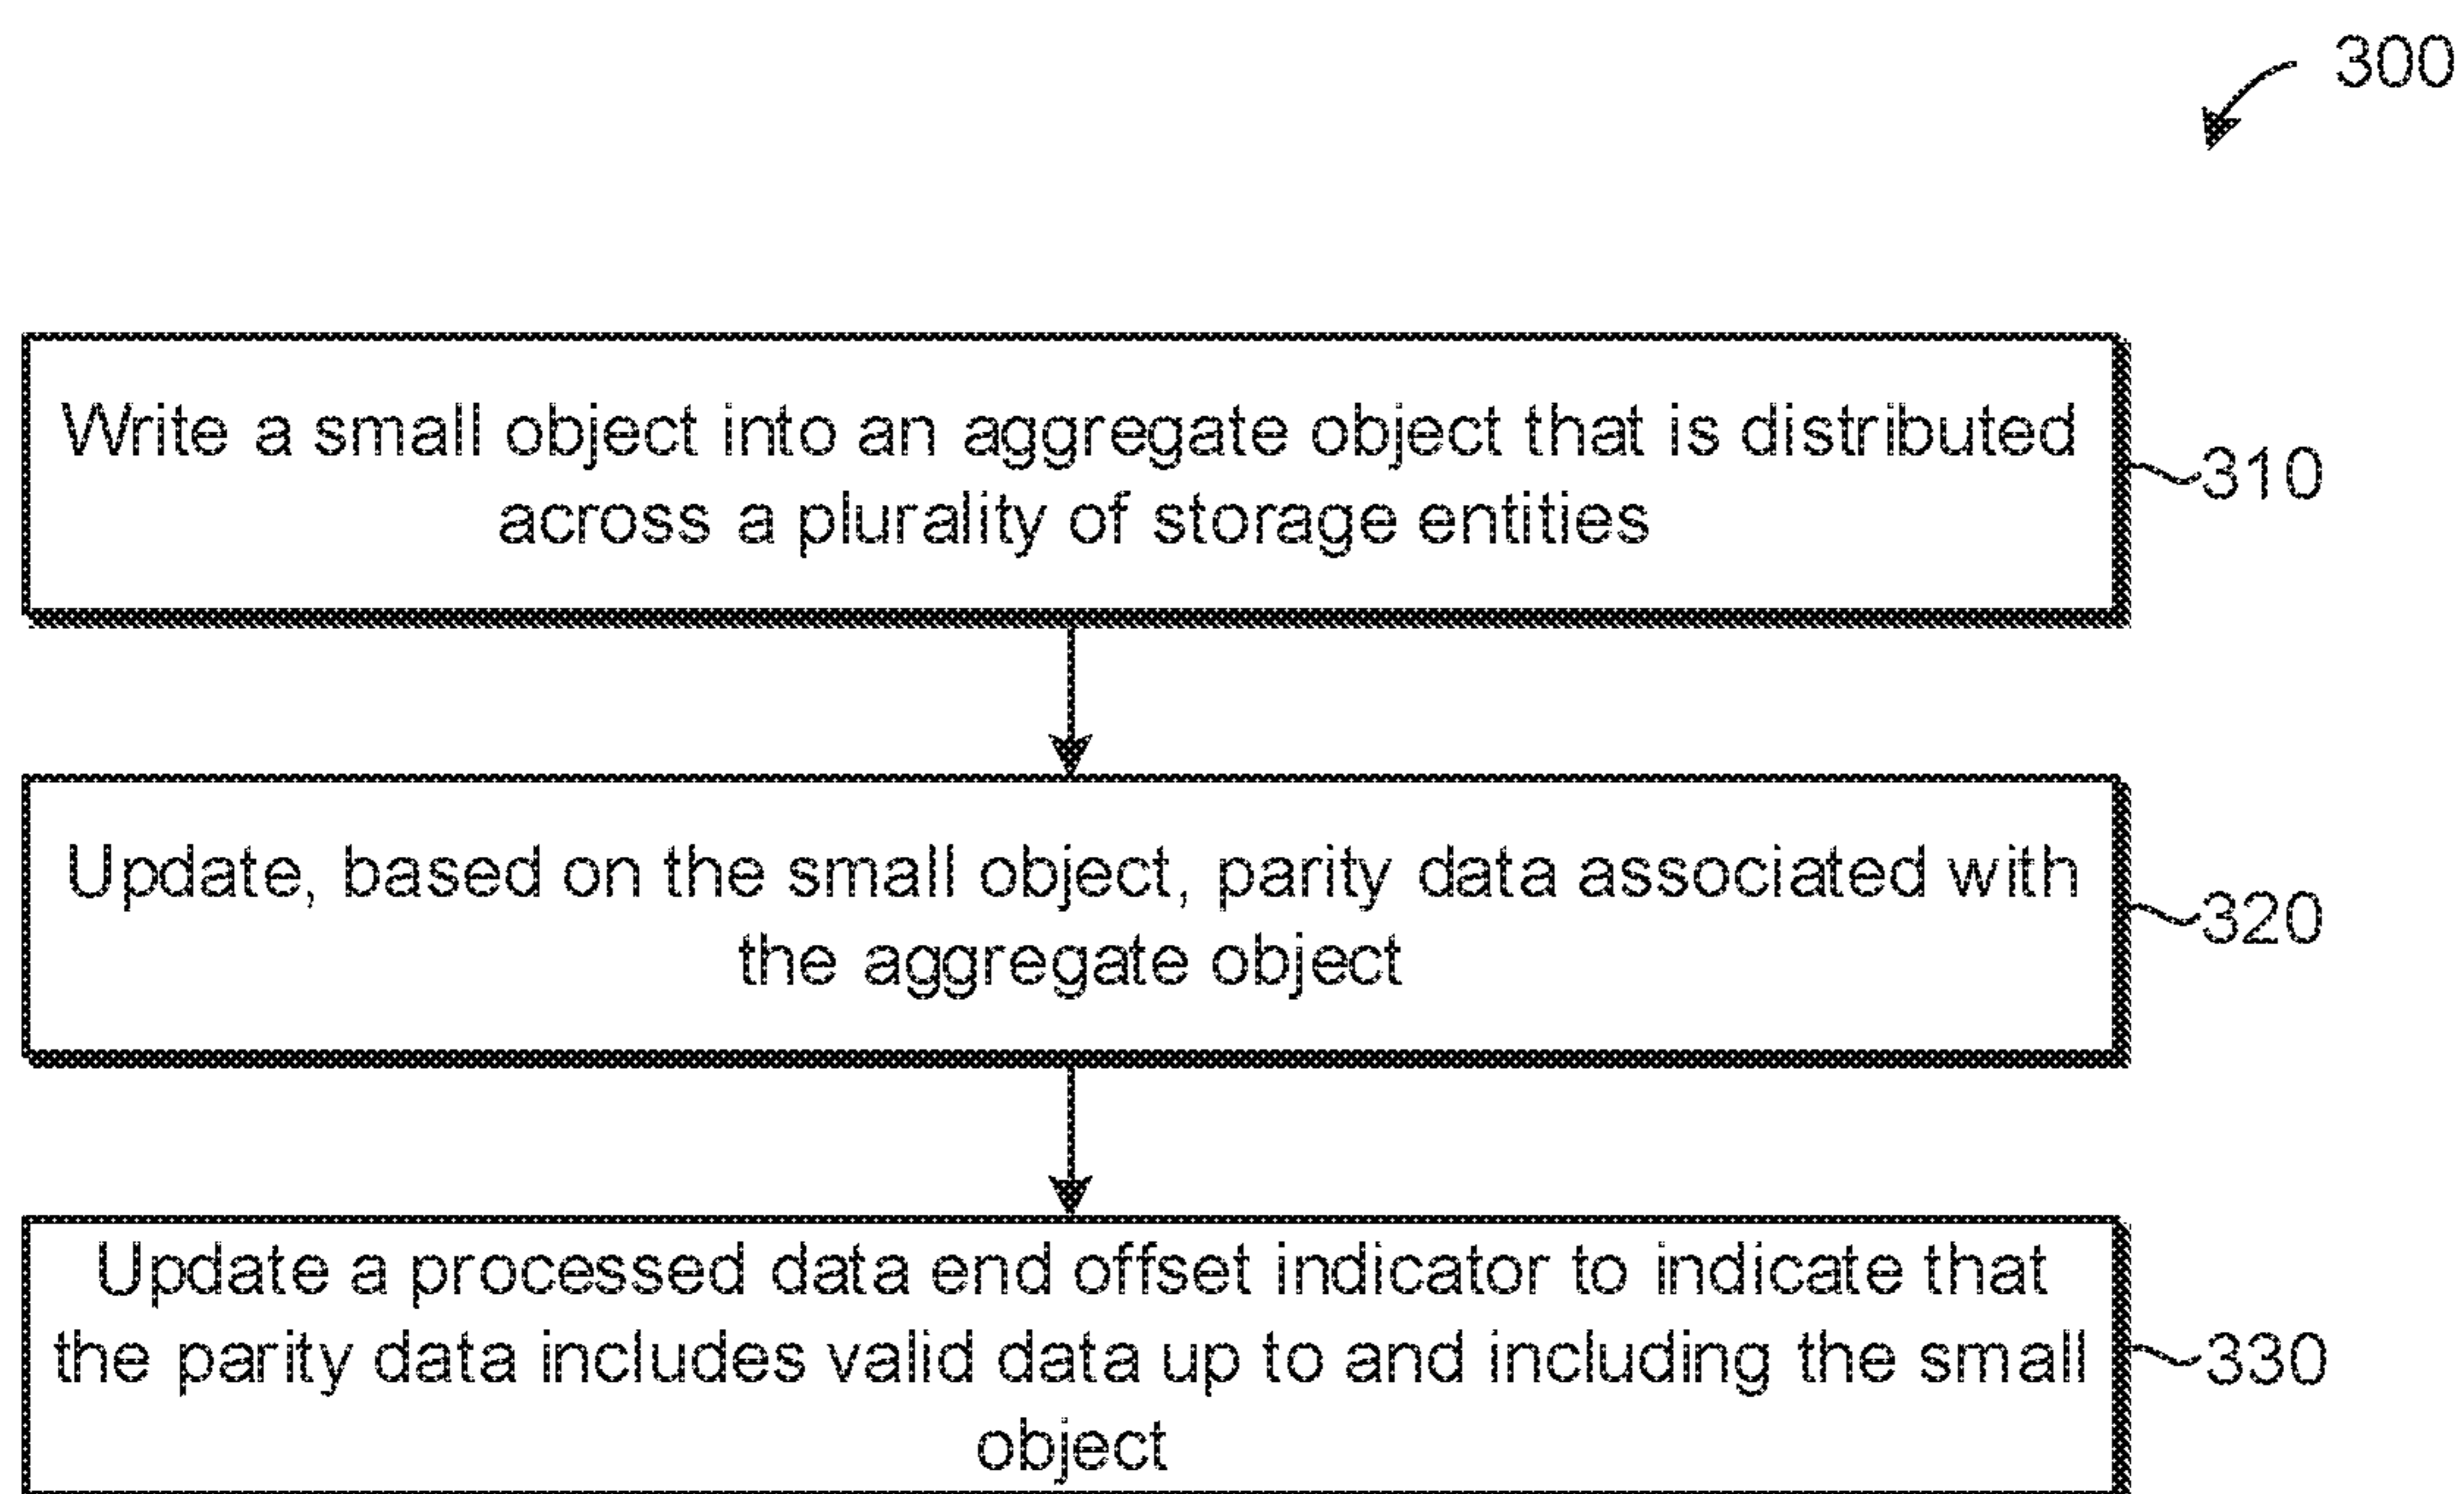 300
Write a small object into an aggregate object that is distributed
across a plurality of storage entities
310
Update, based on the small object, parity data associated with
the aggregate object
320
Update a processed data end offset indicator to indicate that
the parity data includes valid data up to and including the small
object
330